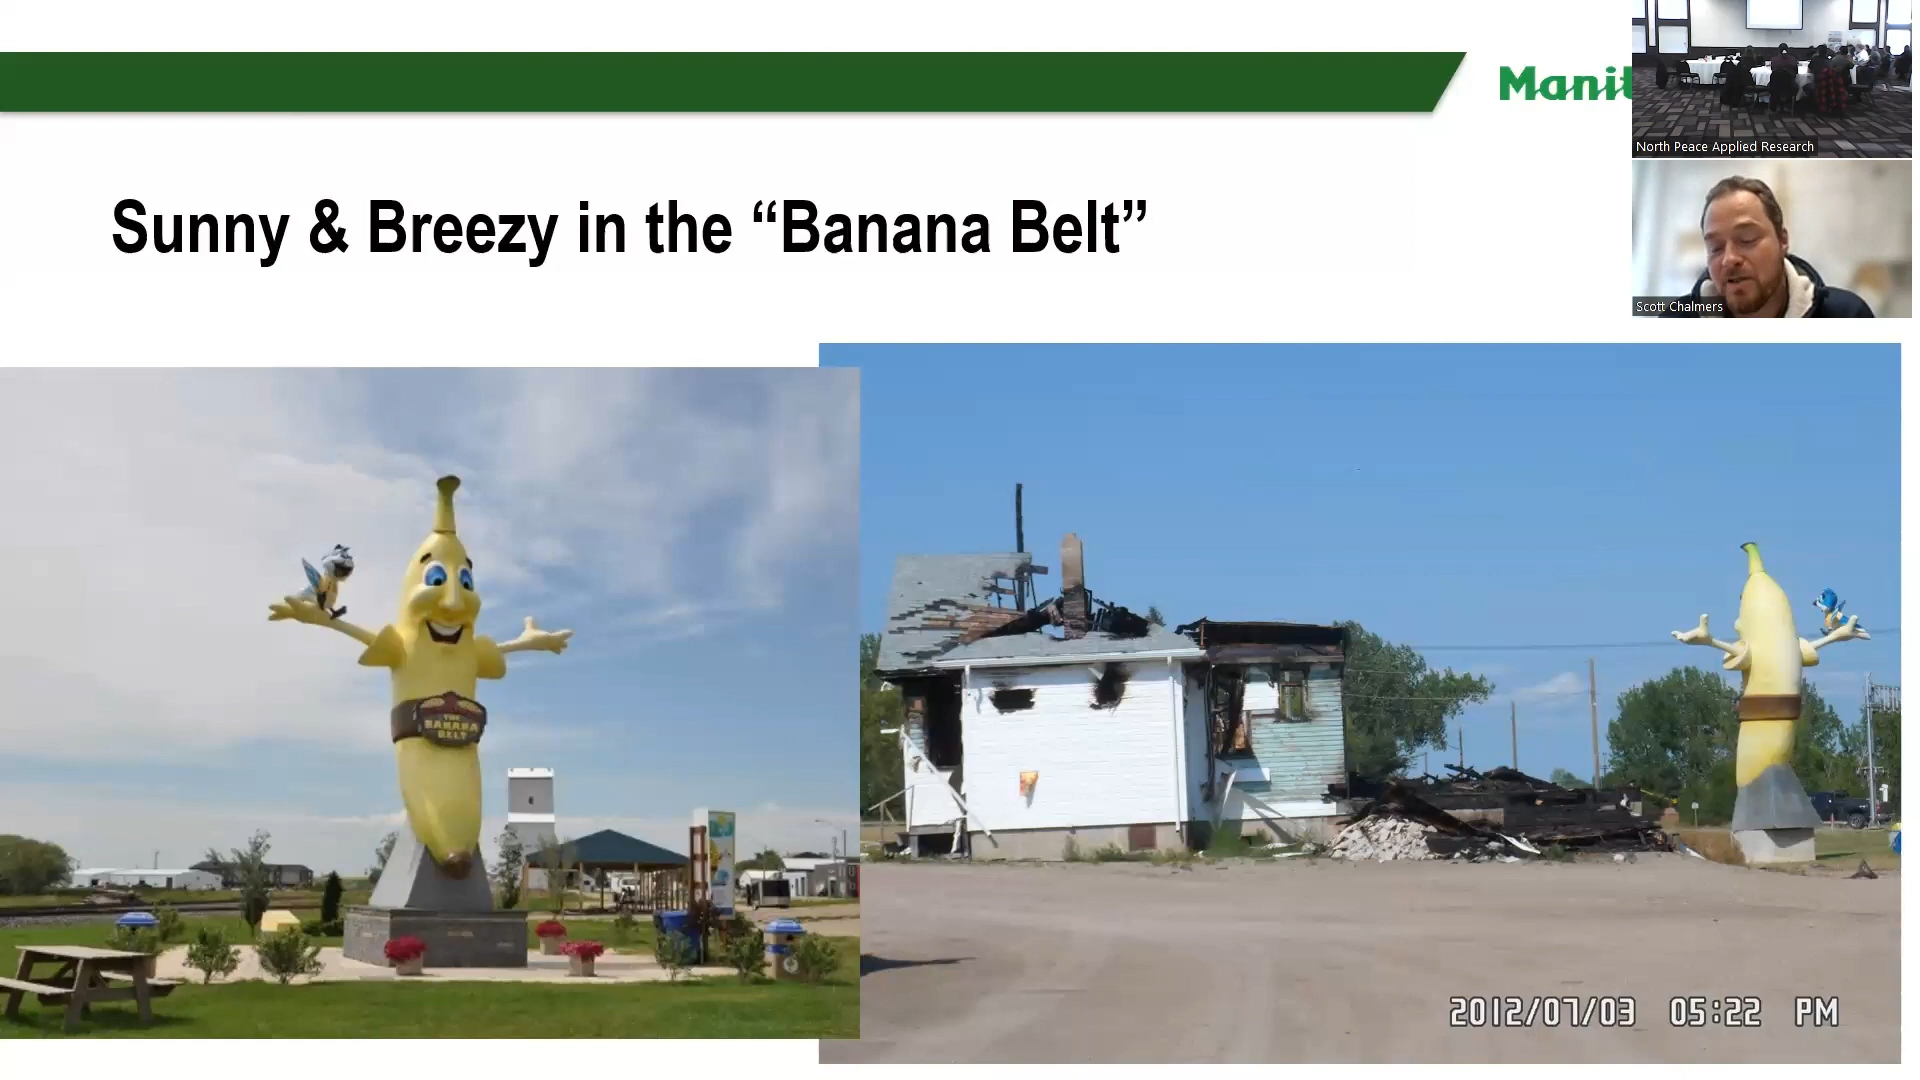 Manit
North Peace Applied Research
Sunny & Breezy in the “Banana Belt”
Scott Chalmers
THE
BANANA
BELT
2012/07/03 05:22 PM